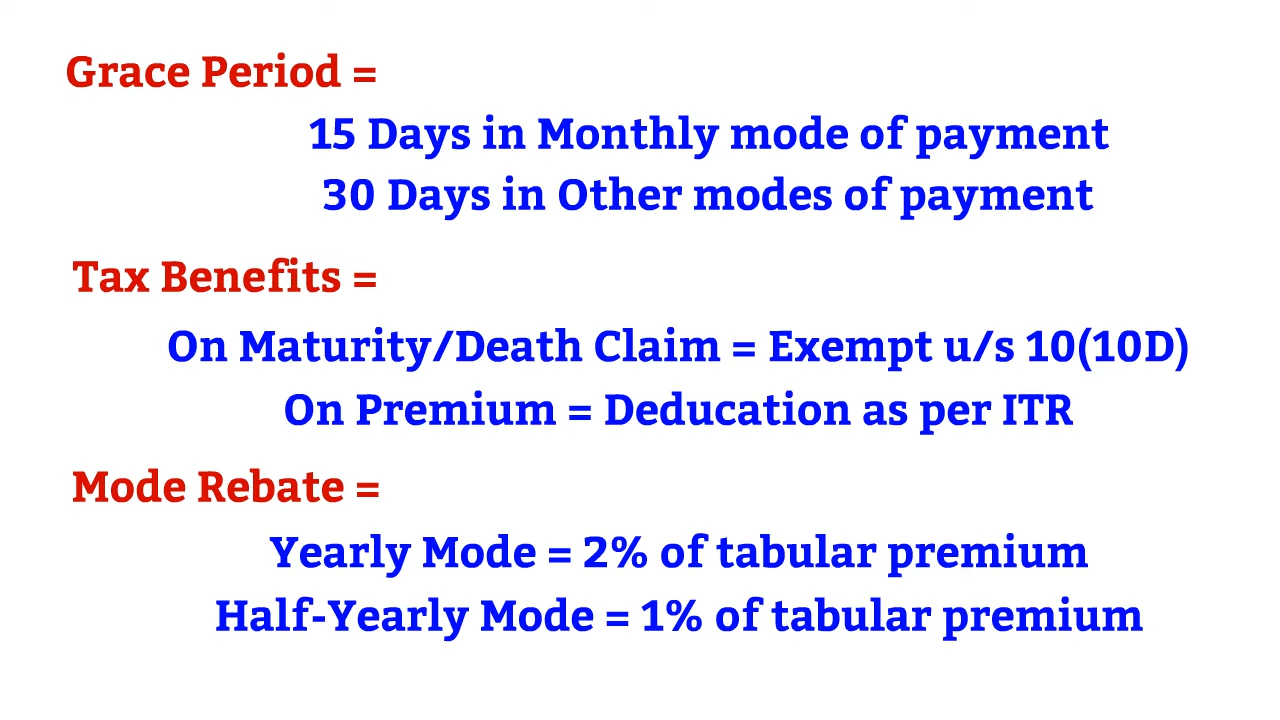 Grace Period =
15 Days in Monthly mode of payment
30 Days in Other modes of payment
Tax Benefits =
On Maturity/Death Claim = Exempt u/s 10(10D)
On Premium = Deducation as per ITR
Mode Rebate =
Yearly Mode = 2% of tabular premium
Half-Yearly Mode = 1% of tabular premium